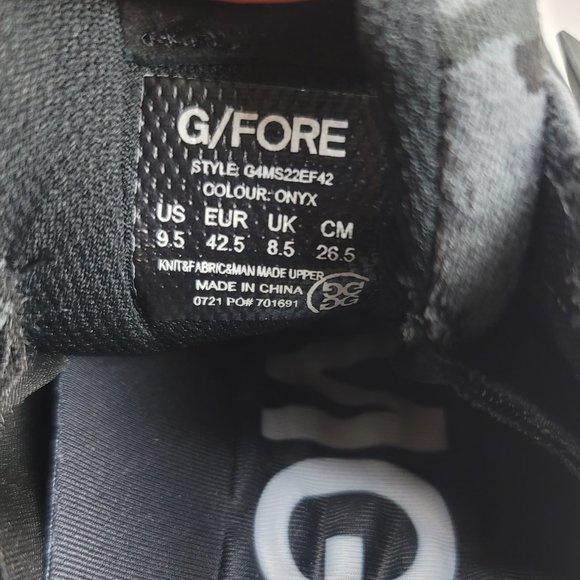 G/FORE
STYLE: G4MS22EF42
COLOUR: ONYX
US EUR UK CM
9.5 42.5 8.5 26.5
KNIT&FABRIC&MAN MADE UPPER
MADE IN CHINA
0721 PO# 701691